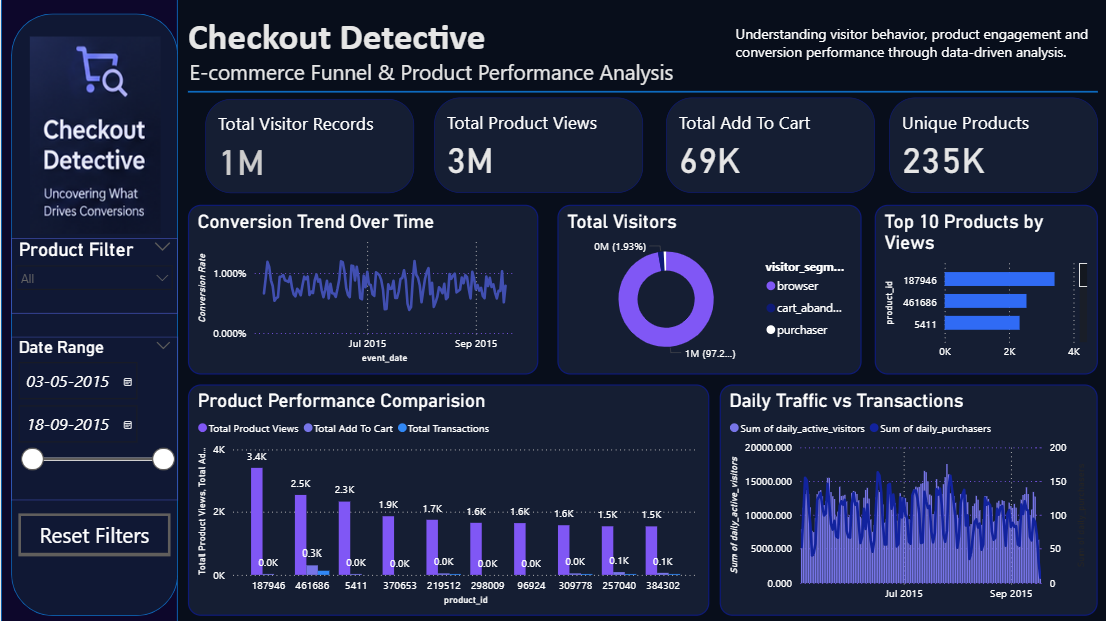 Checkout
Detective
Uncovering What
Drives Conversions
Product Filter
All
Date Range
03-05-2015
18-09-2015
Reset Filters
Checkout Detective
E-commerce Funnel & Product Performance Analysis
Understanding visitor behavior, product engagement and
conversion performance through data-driven analysis.
Total Visitor Records
1M
Total Product Views
3M
Total Add To Cart
69K
Unique Products
235K
Conversion Trend Over Time
Conversion Rate
1.000%
0.000%
Jul 2015 Sep 2015
event_date
Total Visitors
0M (1.93%)
1M (97.2...)
visitor_segm...
browser
cart_aband...
purchaser
Top 10 Products by
Views
product_id
187946
461686
5411
0K 2K 4K
Product Performance Comparision
Total Product Views Total Add To Cart Total Transactions
Total Product Views, Total Ad...
4K
2K
0K
3.4K 2.5K 2.3K 1.9K 1.7K 1.6K 1.6K 1.6K 1.5K 1.5K
0.0K 0.3K 0.0K 0.0K 0.0K 0.0K 0.0K 0.0K 0.1K 0.1K
187946 461686 5411 370653 219512 298009 96924 309778 257040 384302
product_id
Daily Traffic vs Transactions
Sum of daily_active_visitors Sum of daily_purchasers
Sum of daily_active_visitors
20000.000 200
15000.000 150
10000.000 100
5000.000 50
0.000 0
Jul 2015 Sep 2015